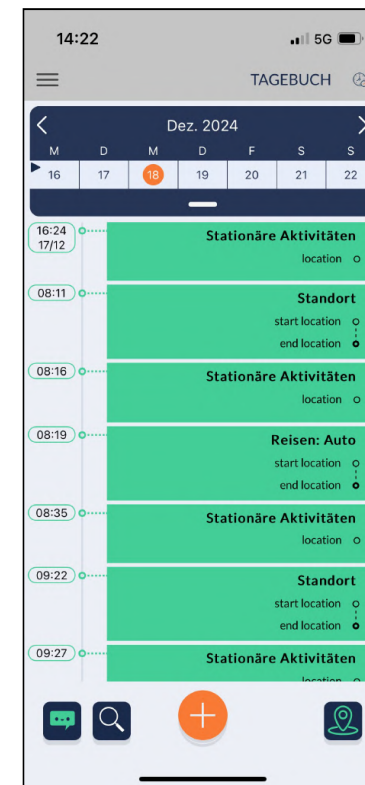 14:22 5G
TAGEBUCH
Dez. 2024
M D M D F S S
16 17 18 19 20 21 22
16:24
17/12
Stationäre Aktivitäten
location
08:11
Standort
start location
end location
08:16
Stationäre Aktivitäten
location
08:19
Reisen: Auto
start location
end location
08:35
Stationäre Aktivitäten
location
09:22
Standort
start location
end location
09:27
Stationäre Aktivitäten
location